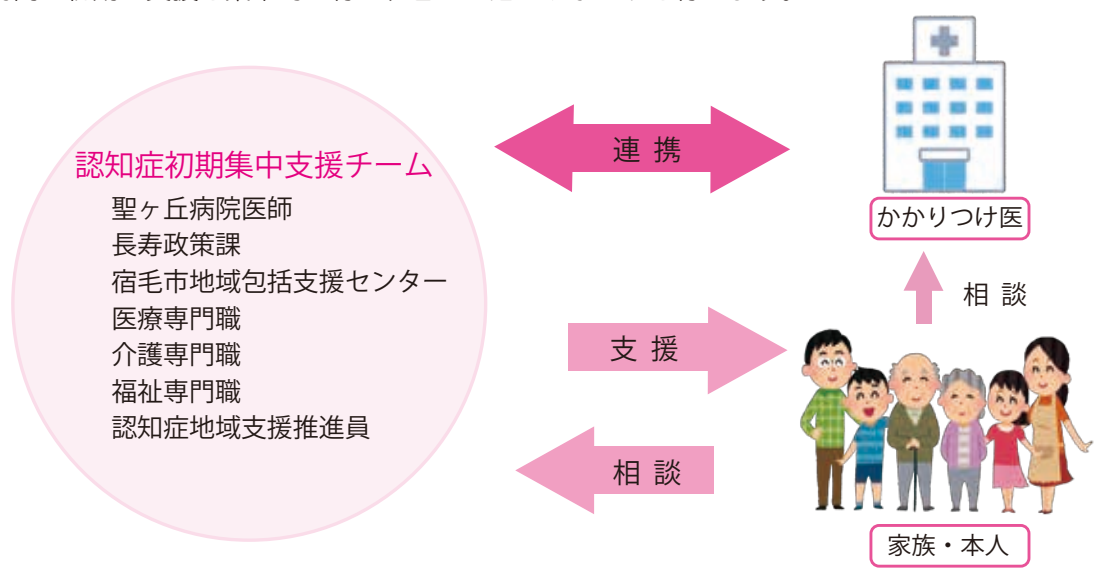 認知症初期集中支援チーム
聖ヶ丘病院医師
長寿政策課
宿毛市地域包括支援センター
医療専門職
介護専門職
福祉専門職
認知症地域支援推進員
連携
かかりつけ医
相談
支援
相談
家族・本人